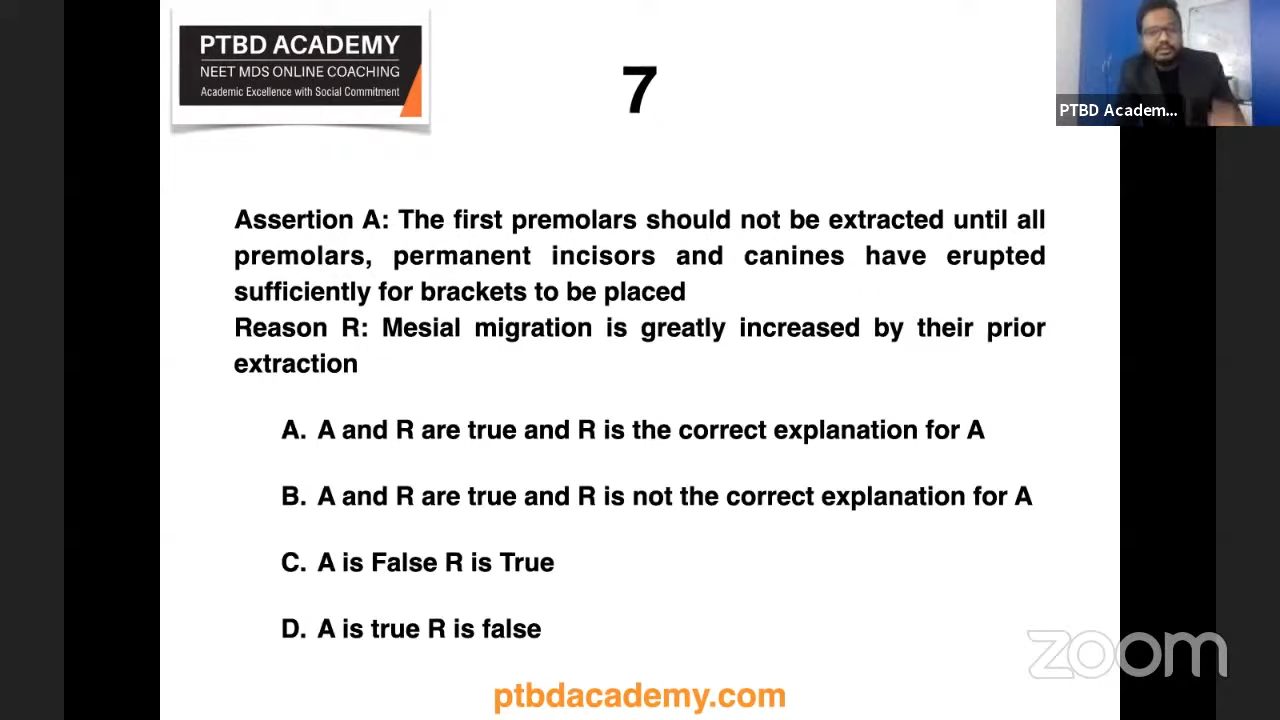 PTBD ACADEMY
NEET MDS ONLINE COACHING
Academic Excellence with Social Commitment
7
PTBD Academ...
Assertion A: The first premolars should not be extracted until all
premolars, permanent incisors and canines have erupted
sufficiently for brackets to be placed
Reason R: Mesial migration is greatly increased by their prior
extraction
A. A and R are true and R is the correct explanation for A
B. A and R are true and R is not the correct explanation for A
C. A is False R is True
D. A is true R is false
zoom
ptbdacademy.com